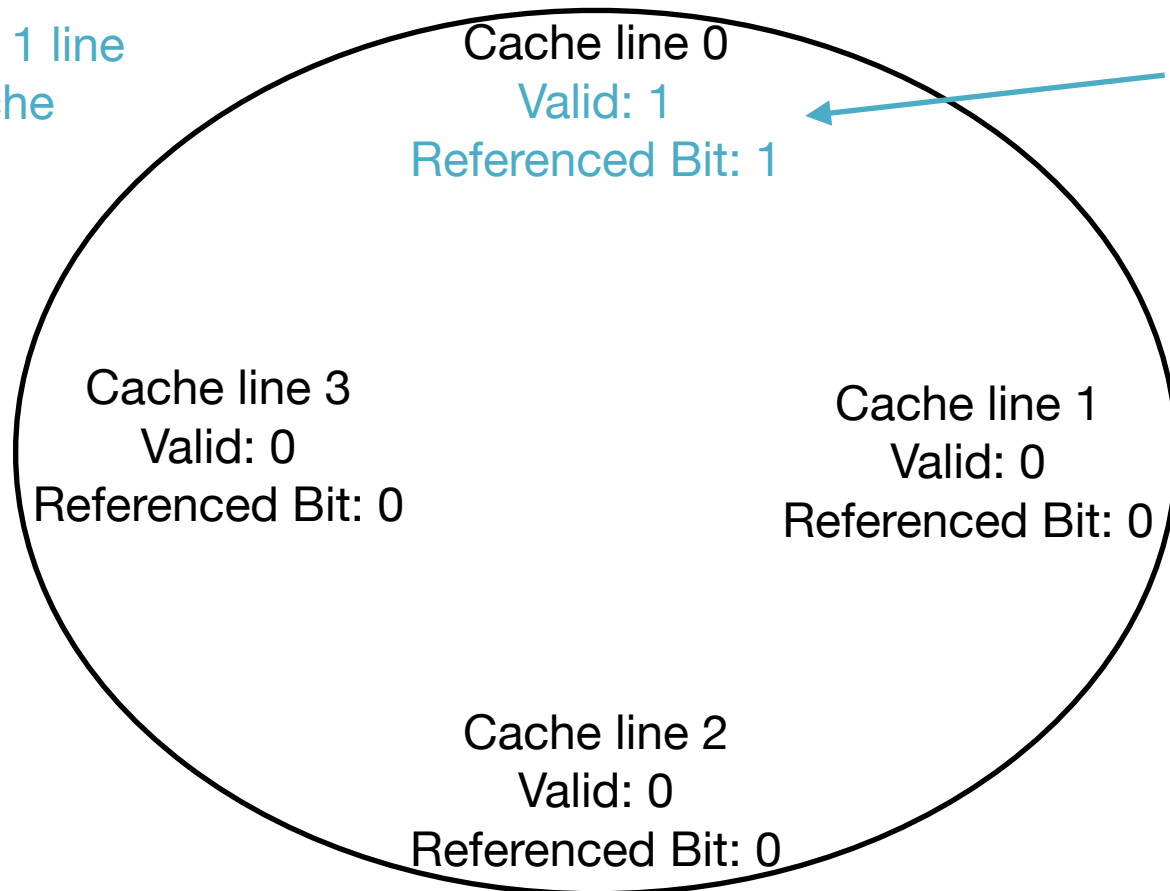 1 line
che
Cache line 0
Valid: 1
Referenced Bit: 1
Cache line 3
Valid: 0
Referenced Bit: 0
Cache line 1
Valid: 0
Referenced Bit: 0
Cache line 2
Valid: 0
Referenced Bit: 0